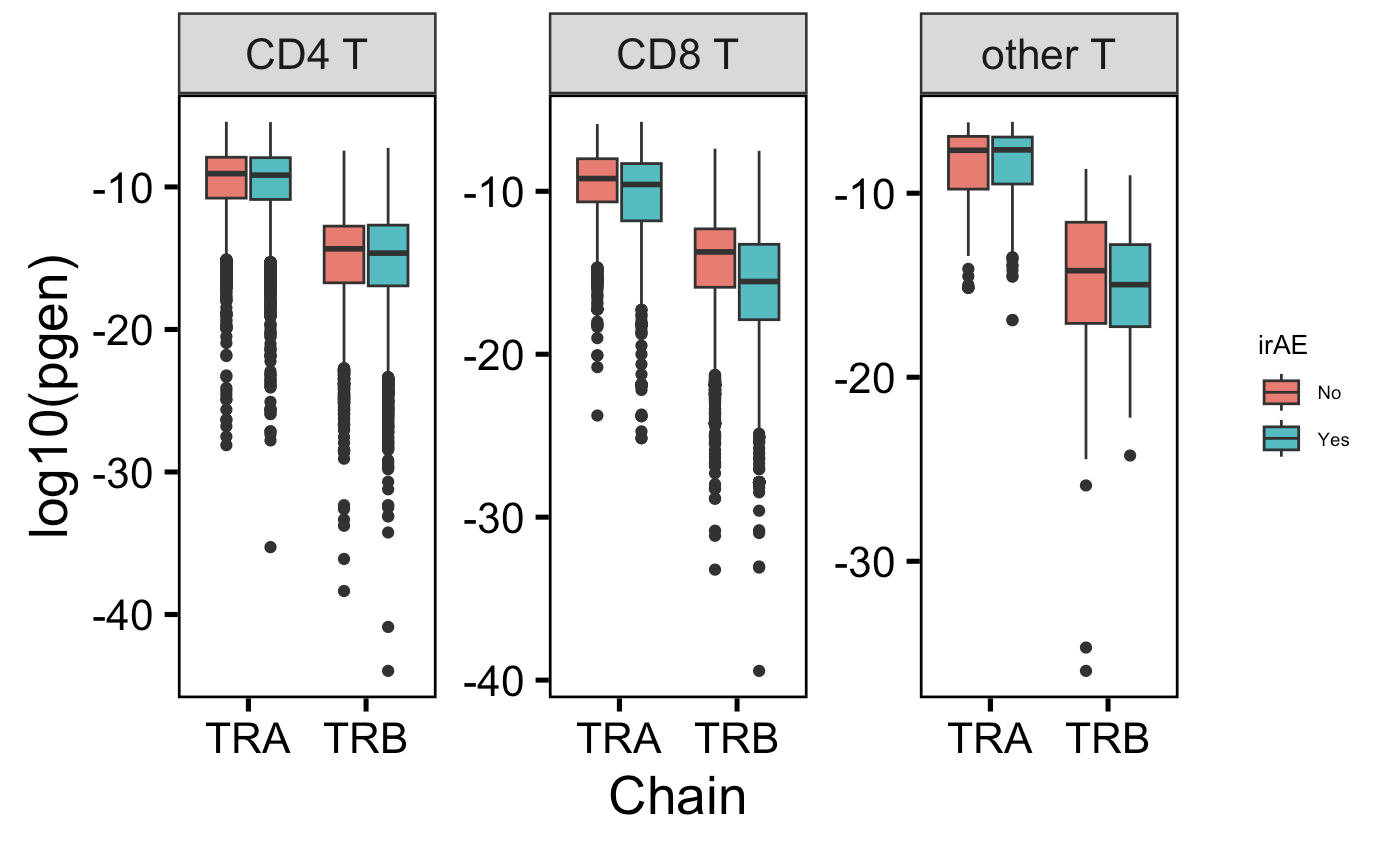 CD4 T
CD8 T
other T
-10
-20
-30
-40
-10
-20
-30
-40
-10
-20
-30
log10(pgen)
TRA TRB
TRA TRB
TRA TRB
Chain
irAE
No
Yes